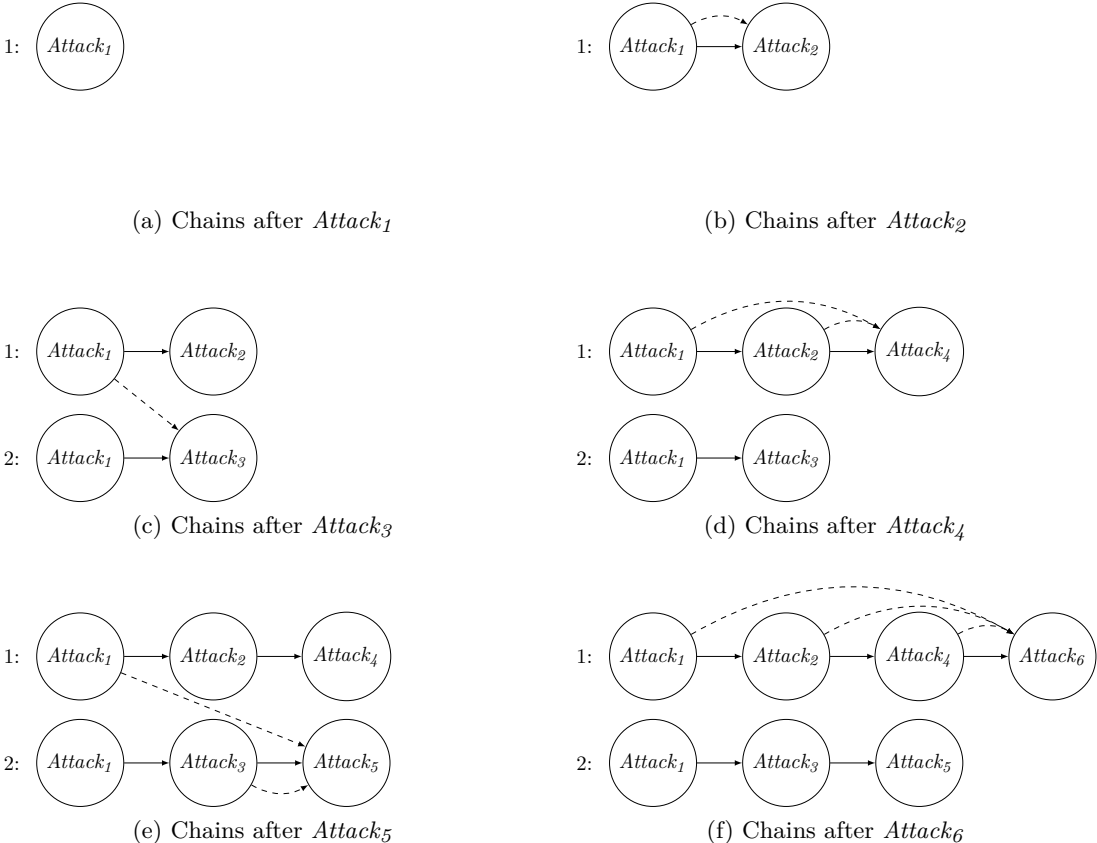 1: Attack1
1: Attack1 Attack2
(a) Chains after Attack1
(b) Chains after Attack2
1: Attack1 Attack2
2: Attack1 Attack3
(c) Chains after Attack3
1: Attack1 Attack2 Attack4
2: Attack1 Attack3
(d) Chains after Attack4
1: Attack1 Attack2 Attack4
2: Attack1 Attack3 Attack5
(e) Chains after Attack5
1: Attack1 Attack2 Attack4 Attack6
2: Attack1 Attack3 Attack5
(f) Chains after Attack6